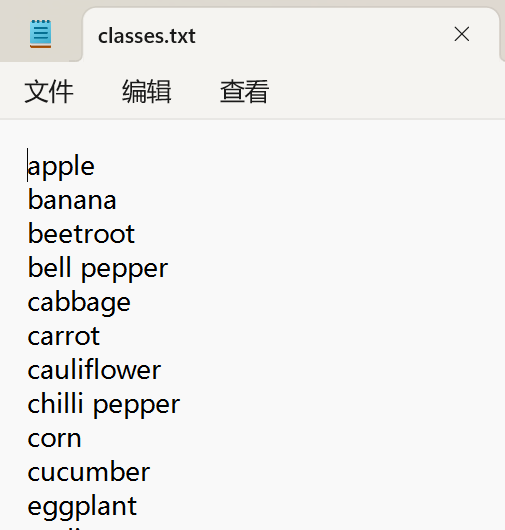 classes.txt
文件 编辑 查看
apple
banana
beetroot
bell pepper
cabbage
carrot
cauliflower
chilli pepper
corn
cucumber
eggplant